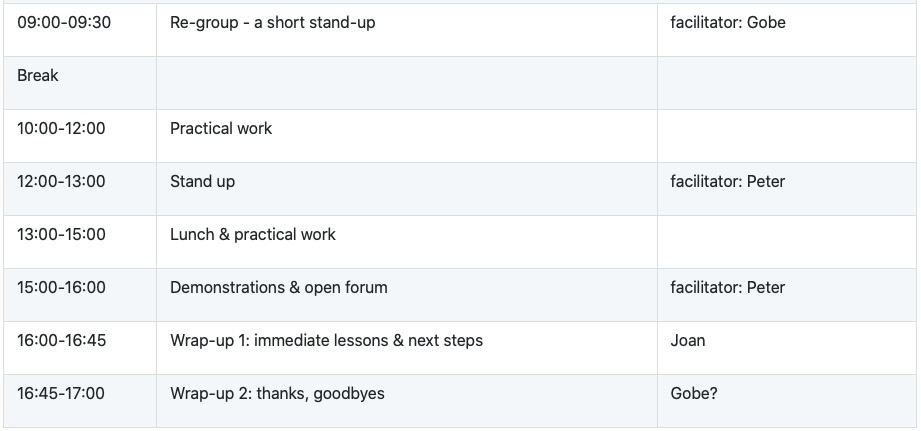 09:00-09:30 Re-group - a short stand-up facilitator: Gobe
Break
10:00-12:00 Practical work
12:00-13:00 Stand up facilitator: Peter
13:00-15:00 Lunch & practical work
15:00-16:00 Demonstrations & open forum facilitator: Peter
16:00-16:45 Wrap-up 1: immediate lessons & next steps Joan
16:45-17:00 Wrap-up 2: thanks, goodbyes Gobe?